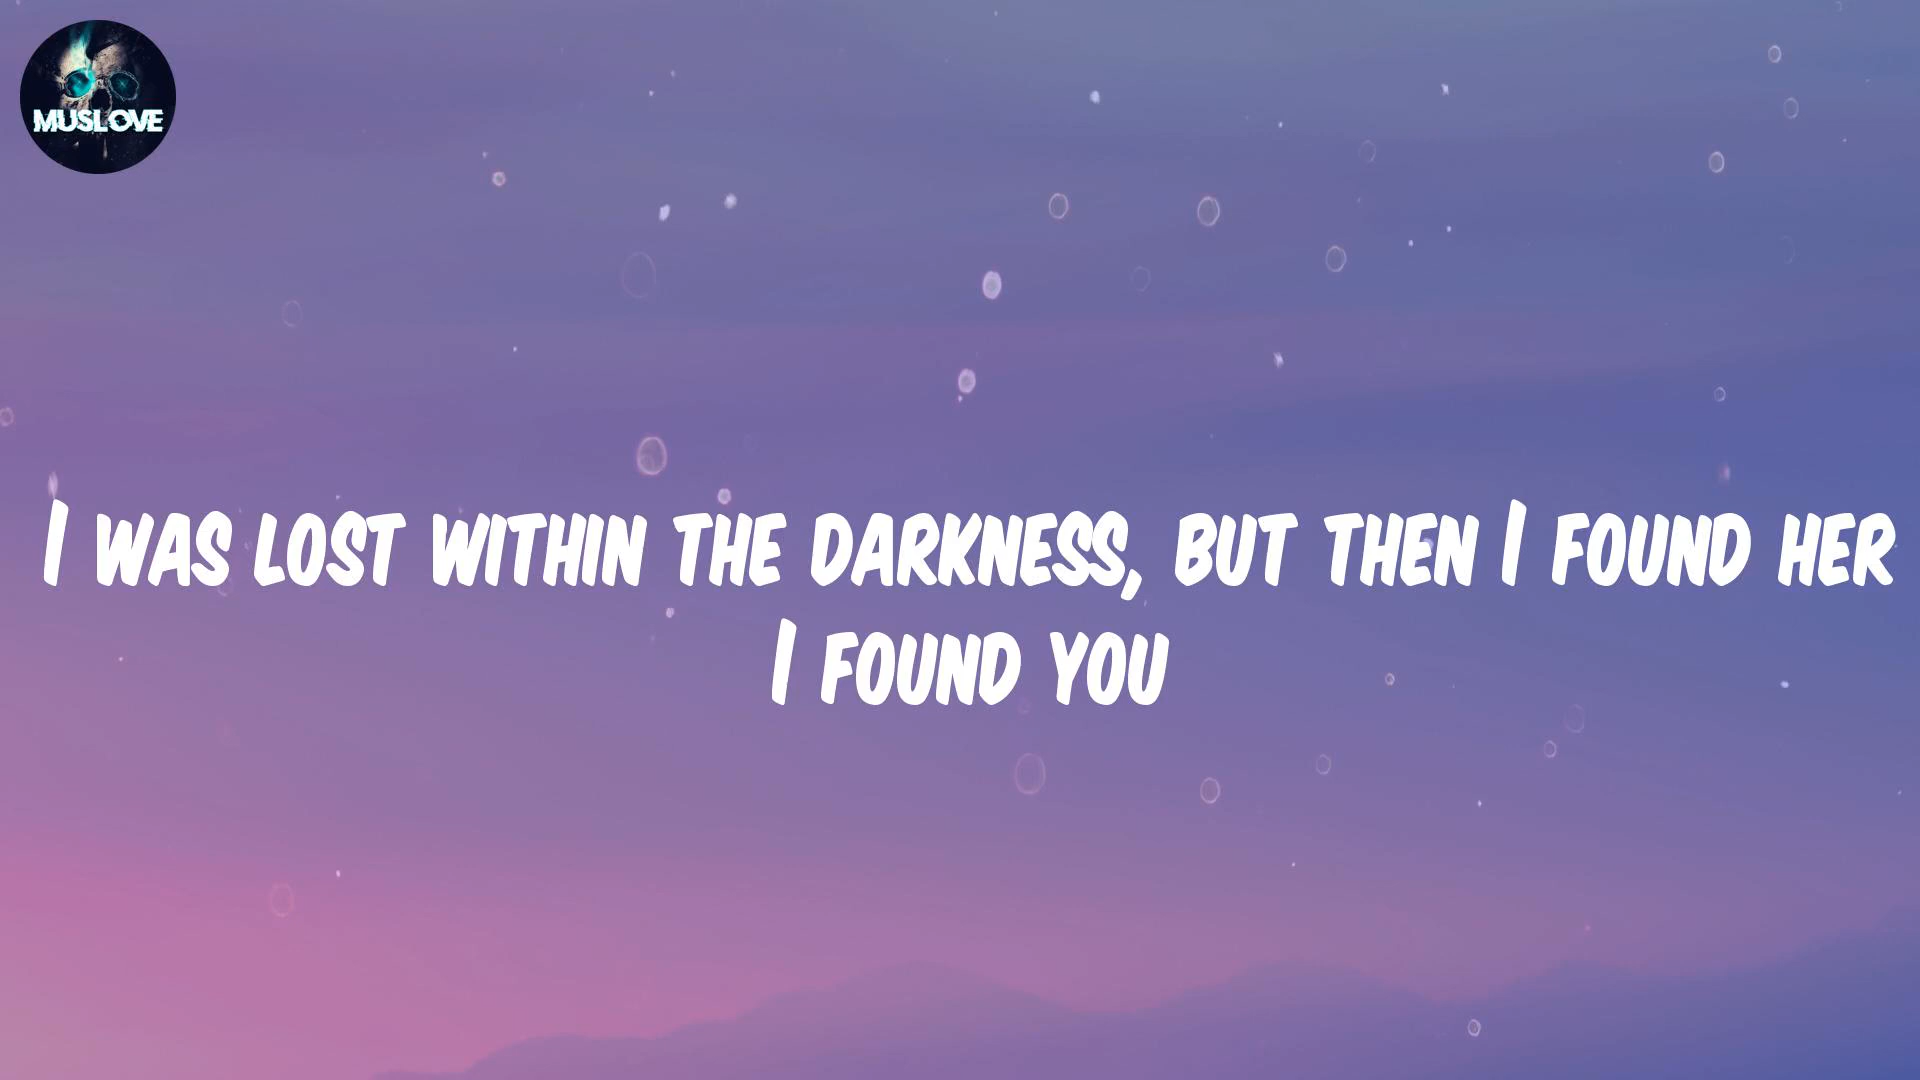 MUSLOVE
I WAS LOST WITHIN THE DARKNESS, BUT THEN I FOUND HER
I FOUND YOU